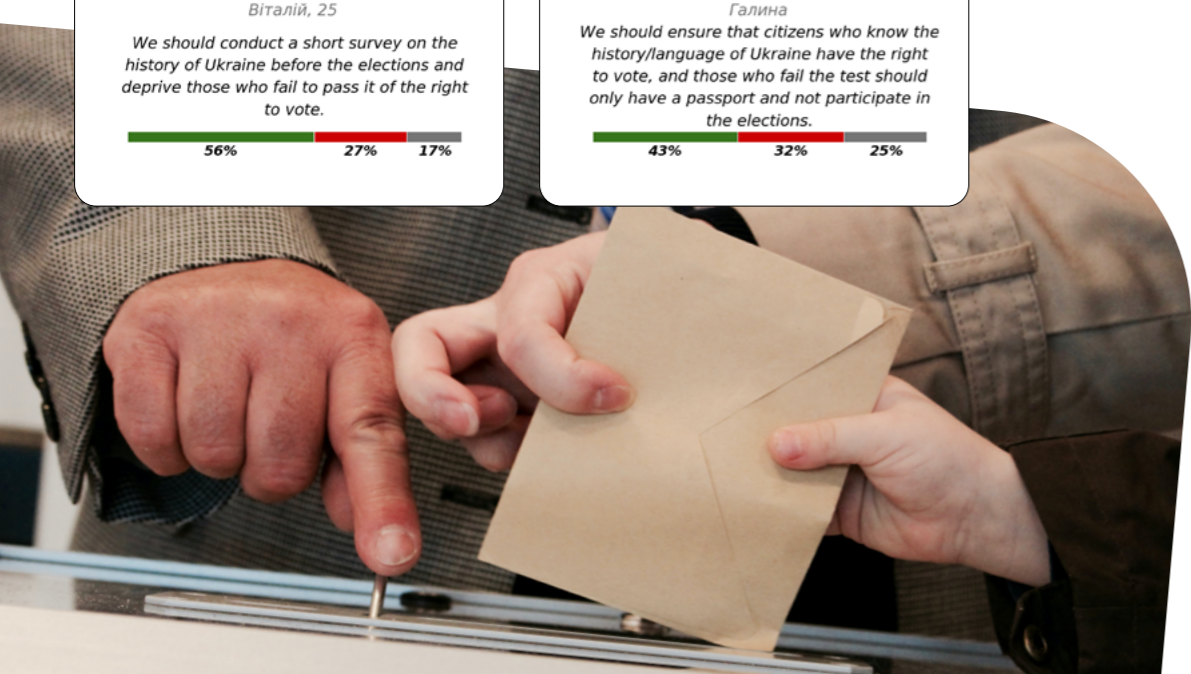 Віталій, 25
We should conduct a short survey on the
history of Ukraine before the elections and
deprive those who fail to pass it of the right
to vote.
56% 27% 17%
Галина
We should ensure that citizens who know the
history/language of Ukraine have the right
to vote, and those who fail the test should
only have a passport and not participate in
the elections.
43% 32% 25%